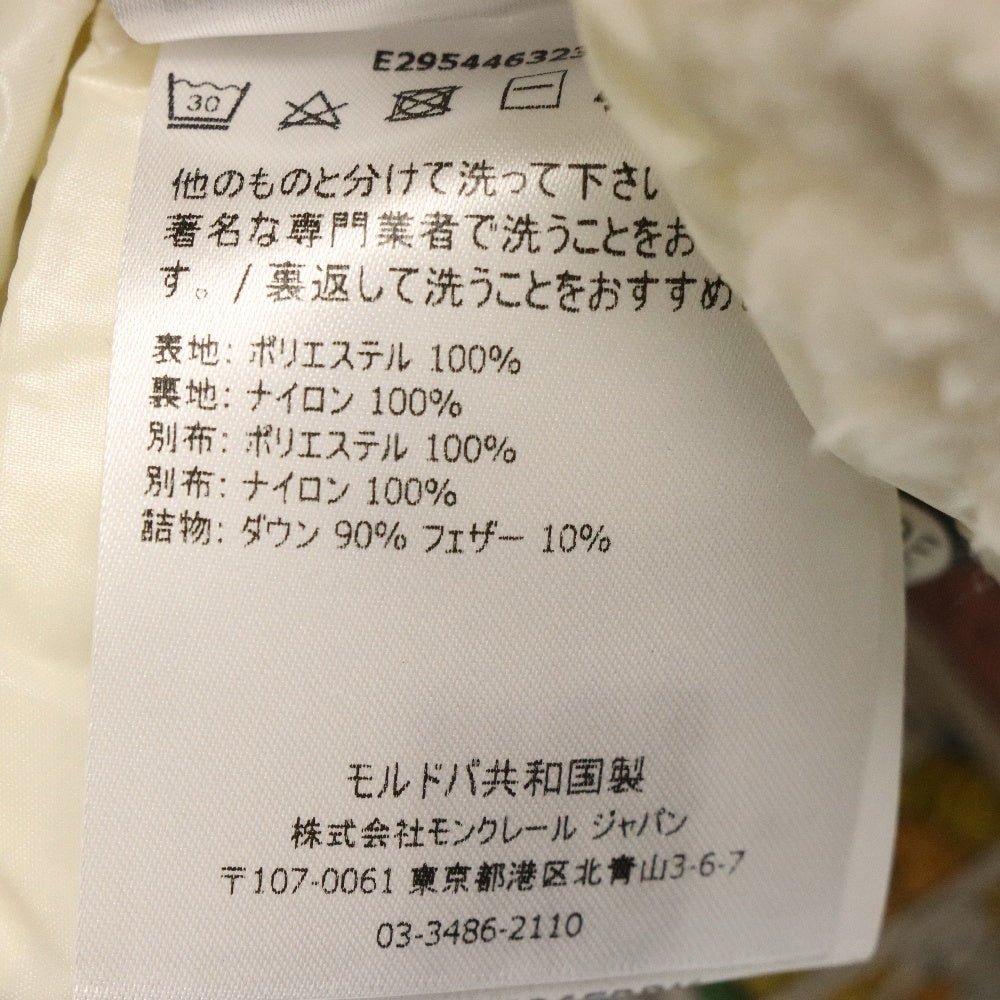 E295446323
30
他のものと分けて洗って下さい
著名な専門業者で洗うことをお
す。/ 裏返して洗うことをおすすめ
表地: ポリエステル 100%
裏地: ナイロン 100%
別布: ポリエステル 100%
別布: ナイロン 100%
詰物: ダウン 90% フェザー 10%
モルドバ共和国製
株式会社モンクレール ジャパン
〒107-0061 東京都港区北青山3-6-7
03-3486-2110